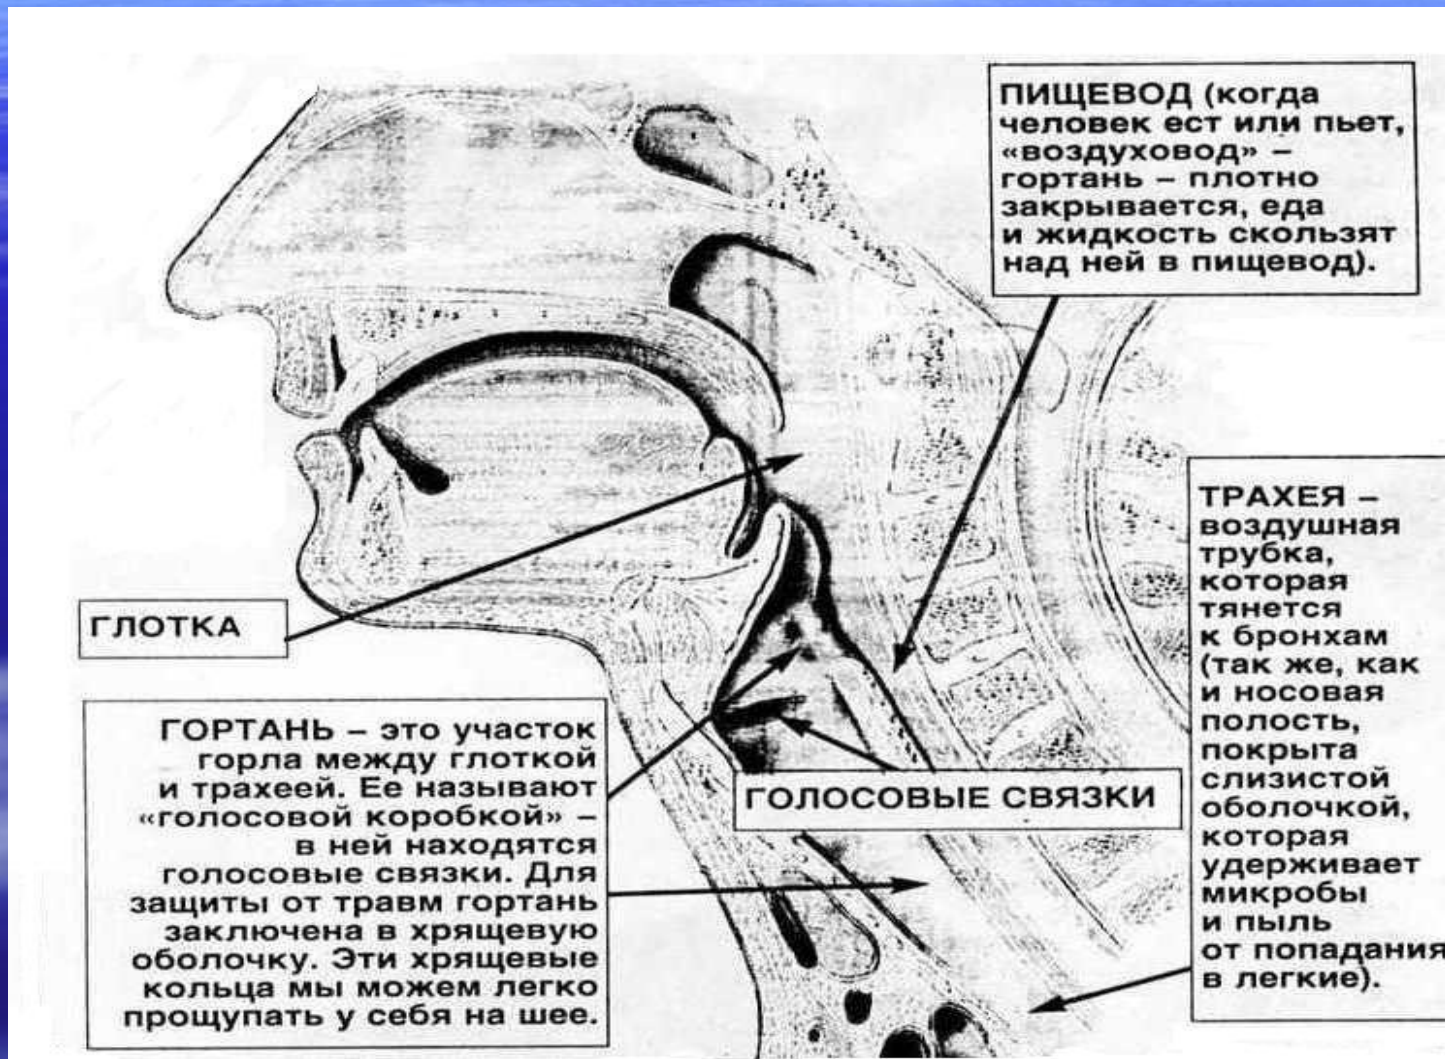 ПИЩЕВОД (когда
человек ест или пьет,
«воздуховод» –
гортань – плотно
закрывается, еда
и жидкость скользят
над ней в пищевод).
ТРАХЕЯ –
воздушная
трубка,
которая
тянется
к бронхам
(так же, как
и носовая
полость,
покрыта
слизистой
оболочкой,
которая
удерживает
микробы
и пыль
от попадания
в легкие).
ГЛОТКА
ГОРТАНЬ – это участок
горла между глоткой
и трахеей. Ее называют
«голосовой коробкой» –
в ней находятся
голосовые связки. Для
защиты от травм гортань
заключена в хрящевую
оболочку. Эти хрящевые
кольца мы можем легко
прощупать у себя на шее.
ГОЛОСОВЫЕ СВЯЗКИ